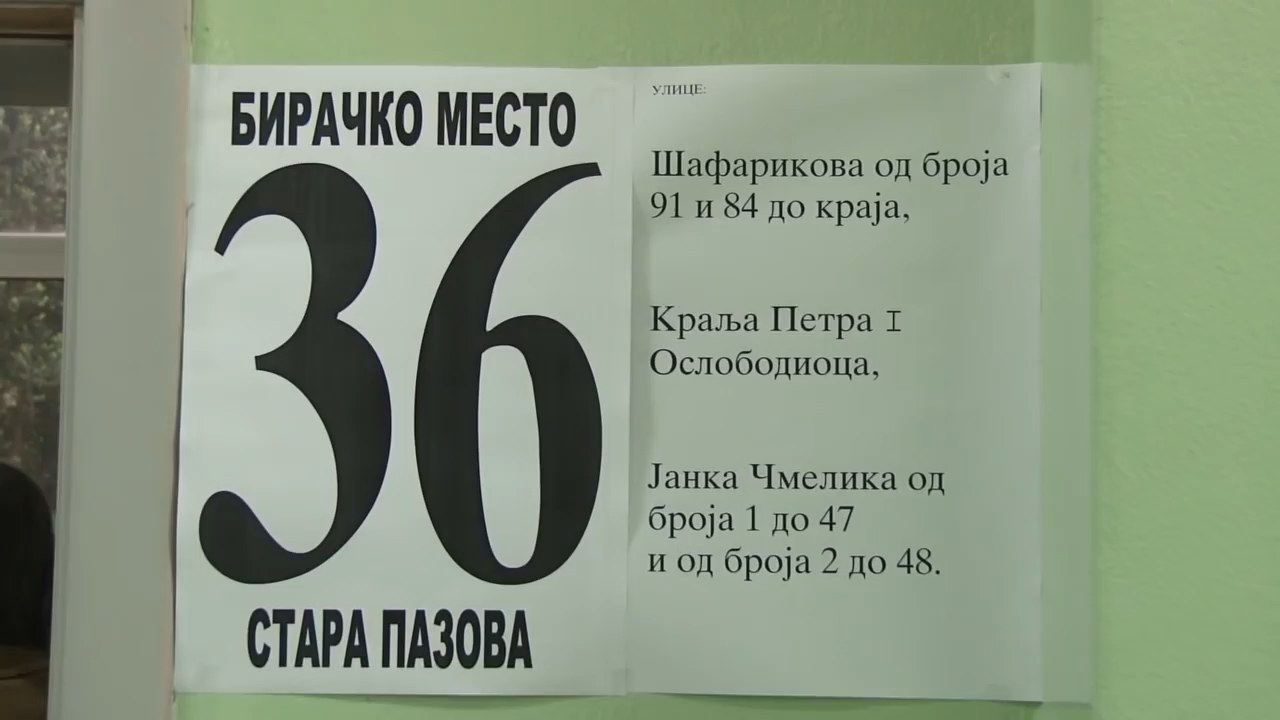 БИРАЧКО МЕСТО
36
СТАРА ПАЗОВА
УЛИЦЕ:
Шафарикова од броја
91 и 84 до краја,
Краља Петра I
Ослободиоца,
Јанка Чмелика од
броја 1 до 47
и од броја 2 до 48.